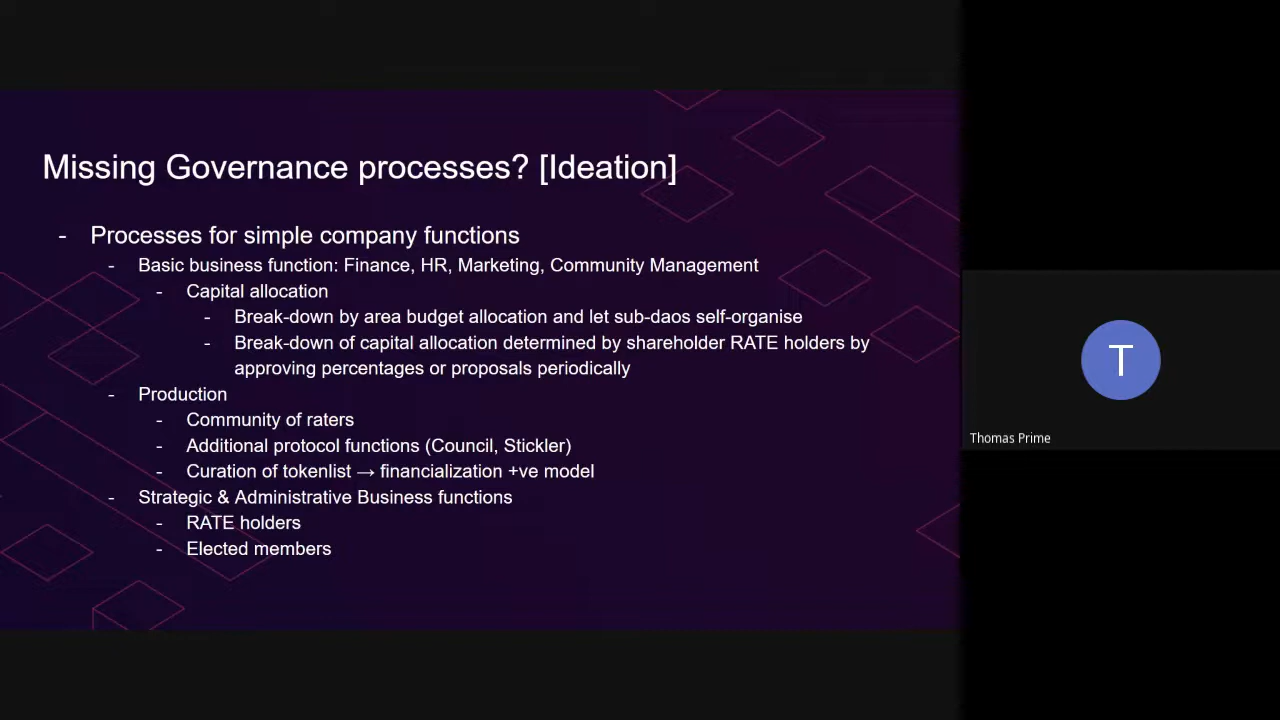 Missing Governance processes? [Ideation]
- Processes for simple company functions
- Basic business function: Finance, HR, Marketing, Community Management
- Capital allocation
- Break-down by area budget allocation and let sub-daos self-organise
- Break-down of capital allocation determined by shareholder RATE holders by
approving percentages or proposals periodically
- Production
- Community of raters
- Additional protocol functions (Council, Stickler)
- Curation of tokenlist → financialization +ve model
- Strategic & Administrative Business functions
- RATE holders
- Elected members
T
Thomas Prime